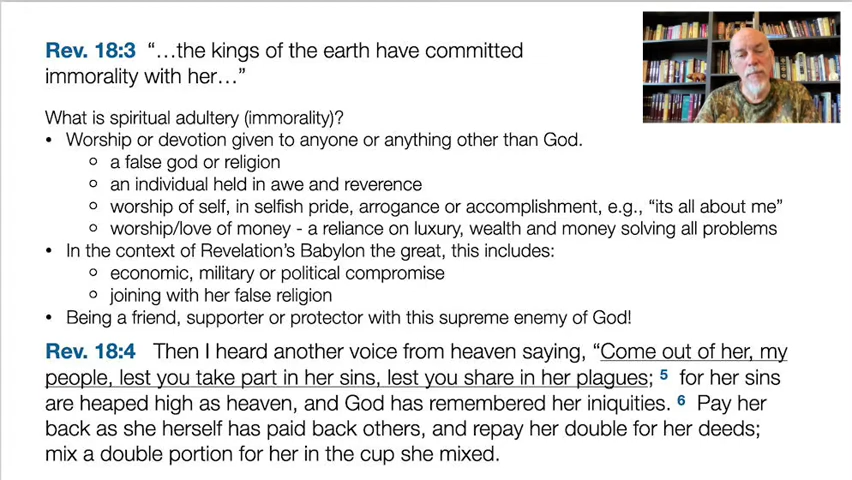 Rev. 18:3 “…the kings of the earth have committed
immorality with her…”
What is spiritual adultery (immorality)?
• Worship or devotion given to anyone or anything other than God.
○ a false god or religion
○ an individual held in awe and reverence
○ worship of self, in selfish pride, arrogance or accomplishment, e.g., “its all about me”
○ worship/love of money - a reliance on luxury, wealth and money solving all problems
• In the context of Revelation’s Babylon the great, this includes:
○ economic, military or political compromise
○ joining with her false religion
• Being a friend, supporter or protector with this supreme enemy of God!
Rev. 18:4 Then I heard another voice from heaven saying, “Come out of her, my
people, lest you take part in her sins, lest you share in her plagues; 5 for her sins
are heaped high as heaven, and God has remembered her iniquities. 6 Pay her
back as she herself has paid back others, and repay her double for her deeds;
mix a double portion for her in the cup she mixed.